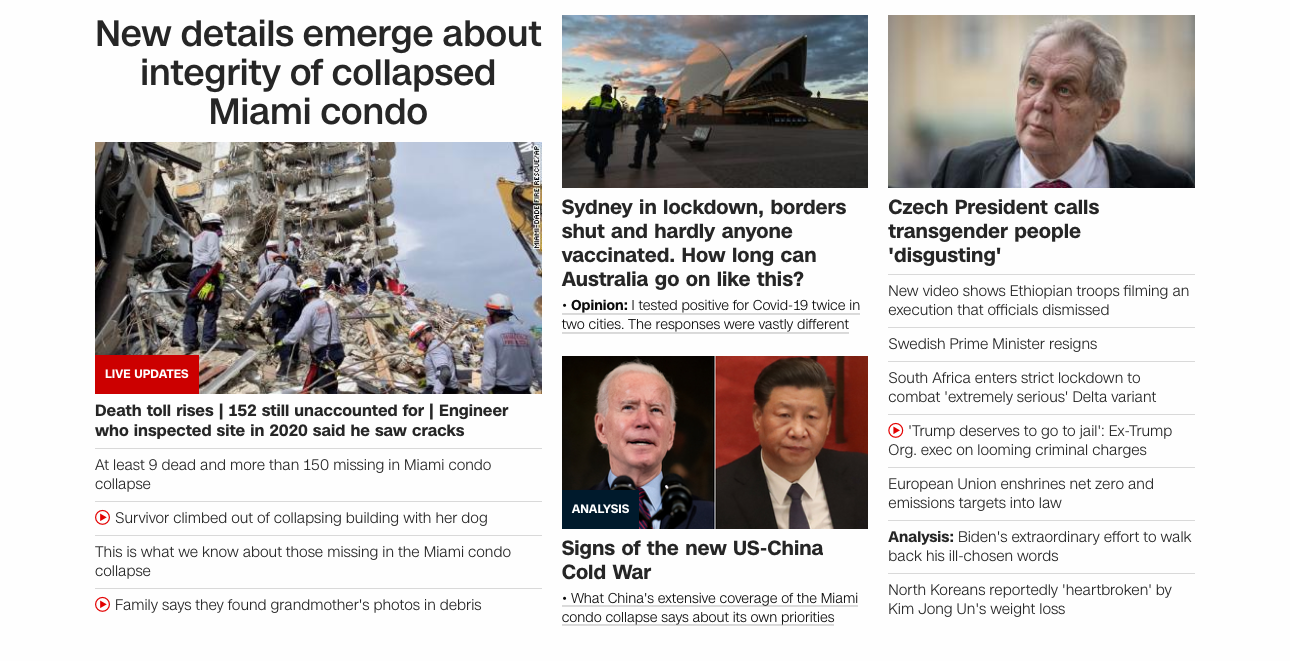 New details emerge about
integrity of collapsed
Miami condo
MIAMI-DADE FIRE RESCUE/AP
LIVE UPDATES
Death toll rises | 152 still unaccounted for | Engineer
who inspected site in 2020 said he saw cracks
At least 9 dead and more than 150 missing in Miami condo
collapse
Survivor climbed out of collapsing building with her dog
This is what we know about those missing in the Miami condo
collapse
Family says they found grandmother's photos in debris
Sydney in lockdown, borders
shut and hardly anyone
vaccinated. How long can
Australia go on like this?
• Opinion: I tested positive for Covid-19 twice in
two cities. The responses were vastly different
ANALYSIS
Signs of the new US-China
Cold War
• What China's extensive coverage of the Miami
condo collapse says about its own priorities
Czech President calls
transgender people
'disgusting'
New video shows Ethiopian troops filming an
execution that officials dismissed
Swedish Prime Minister resigns
South Africa enters strict lockdown to
combat 'extremely serious' Delta variant
'Trump deserves to go to jail': Ex-Trump
Org. exec on looming criminal charges
European Union enshrines net zero and
emissions targets into law
Analysis: Biden's extraordinary effort to walk
back his ill-chosen words
North Koreans reportedly 'heartbroken' by
Kim Jong Un's weight loss